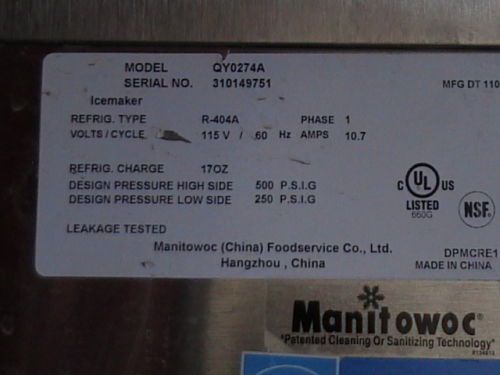 MODEL QY0274A
SERIAL NO. 310149751
MFG DT 110
Icemaker
REFRIG. TYPE R-404A PHASE 1
VOLTS / CYCLE 115 V / 60 Hz AMPS 10.7
REFRIG. CHARGE 17OZ
DESIGN PRESSURE HIGH SIDE 500 P.S.I.G
DESIGN PRESSURE LOW SIDE 250 P.S.I.G
C UL US
LISTED
660G
NSF
LEAKAGE TESTED
Manitowoc (China) Foodservice Co., Ltd.
Hangzhou , China
DPMCRE1
MADE IN CHINA
Manitowoc
"Patented Cleaning Or Sanitizing Technology"